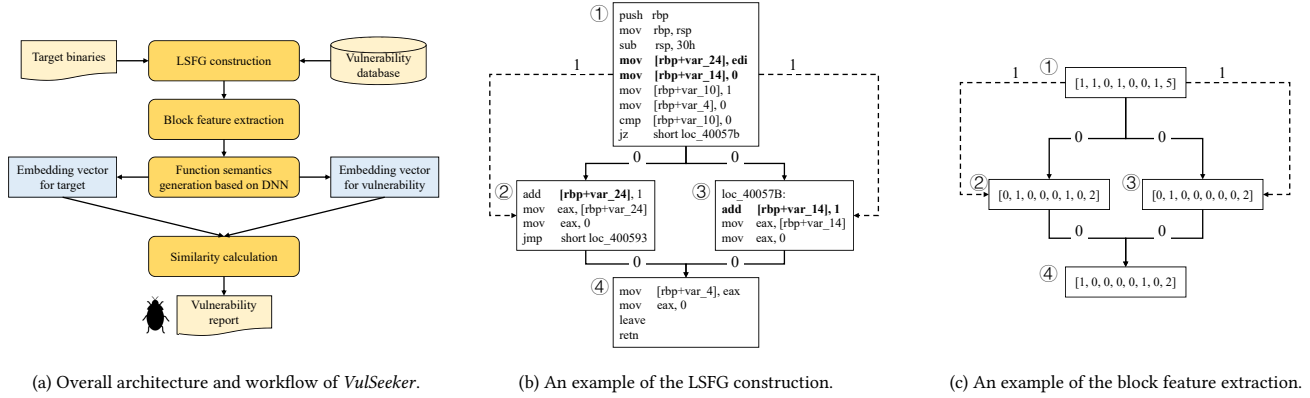 Target binaries
LSFG construction
Vulnerability
database
Block feature extraction
Embedding vector
for target
Function semantics
generation based on DNN
Embedding vector
for vulnerability
Similarity calculation
Vulnerability
report
(a) Overall architecture and workflow of VulSeeker.
①
push rbp
mov rbp, rsp
sub rsp, 30h
mov [rbp+var_24], edi
mov [rbp+var_14], 0
mov [rbp+var_10], 1
mov [rbp+var_4], 0
cmp [rbp+var_10], 0
jz short loc_40057b
1
1
0
0
②
add [rbp+var_24], 1
mov eax, [rbp+var_24]
mov eax, 0
jmp short loc_400593
③
loc_40057B:
add [rbp+var_14], 1
mov eax, [rbp+var_14]
mov eax, 0
0
0
④
mov [rbp+var_4], eax
mov eax, 0
leave
retn
(b) An example of the LSFG construction.
①
[1, 1, 0, 1, 0, 0, 1, 5]
1
1
0
0
②
[0, 1, 0, 0, 0, 1, 0, 2]
③
[0, 1, 0, 0, 0, 0, 0, 2]
0
0
④
[1, 0, 0, 0, 0, 1, 0, 2]
(c) An example of the block feature extraction.